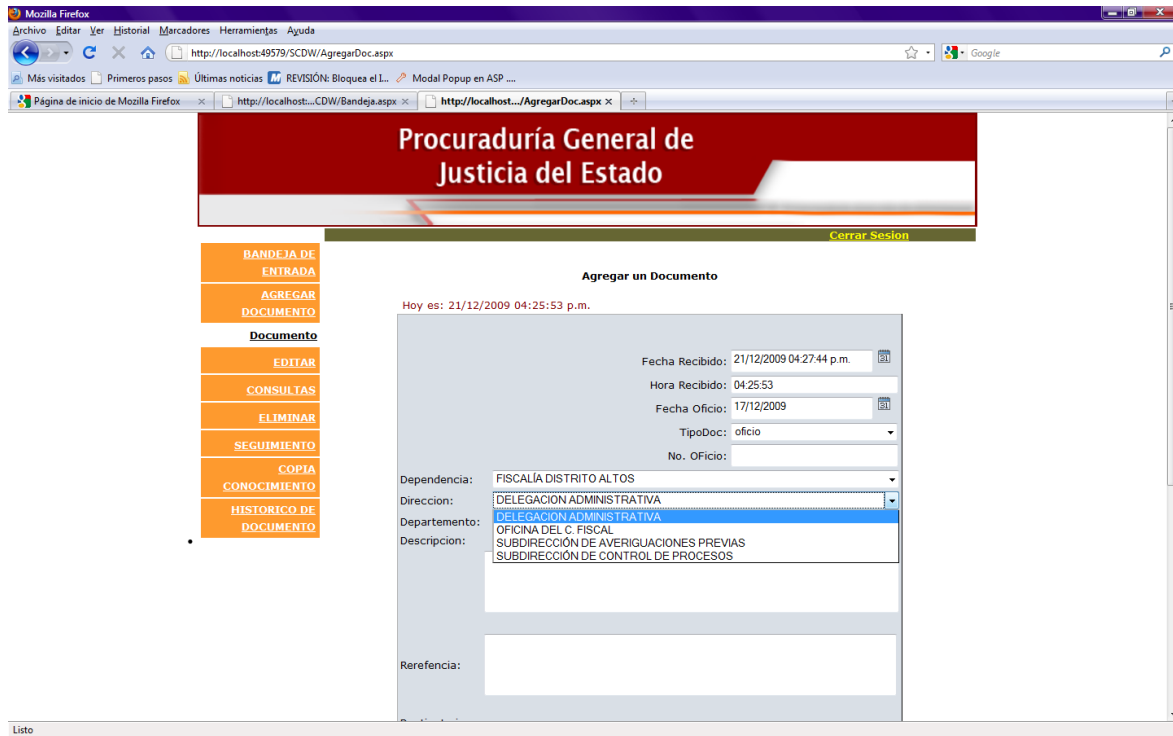 Mozilla Firefox
Archivo Editar Ver Historial Marcadores Herramientas Ayuda
http://localhost:49579/SCDW/AgregarDoc.aspx
Google
Más visitados Primeros pasos Últimas noticias REVISIÓN: Bloquea el I... Modal Popup en ASP ....
Página de inicio de Mozilla Firefox
http://localhost:...CDW/Bandeja.aspx
http://localhost.../AgregarDoc.aspx
Procuraduría General de
Justicia del Estado
Cerrar Sesion
BANDEJA DE
ENTRADA
AGREGAR
DOCUMENTO
Documento
EDITAR
CONSULTAS
ELIMINAR
SEGUIMIENTO
COPIA
CONOCIMIENTO
HISTORICO DE
DOCUMENTO
Agregar un Documento
Hoy es: 21/12/2009 04:25:53 p.m.
Fecha Recibido: 21/12/2009 04:27:44 p.m.
Hora Recibido: 04:25:53
Fecha Oficio: 17/12/2009
TipoDoc: oficio
No. OFicio:
Dependencia: FISCALÍA DISTRITO ALTOS
Direccion: DELEGACION ADMINISTRATIVA
DELEGACION ADMINISTRATIVA
Departemento:
OFICINA DEL C. FISCAL
Descripcion:
SUBDIRECCIÓN DE AVERIGUACIONES PREVIAS
SUBDIRECCIÓN DE CONTROL DE PROCESOS
Rerefencia:
Listo